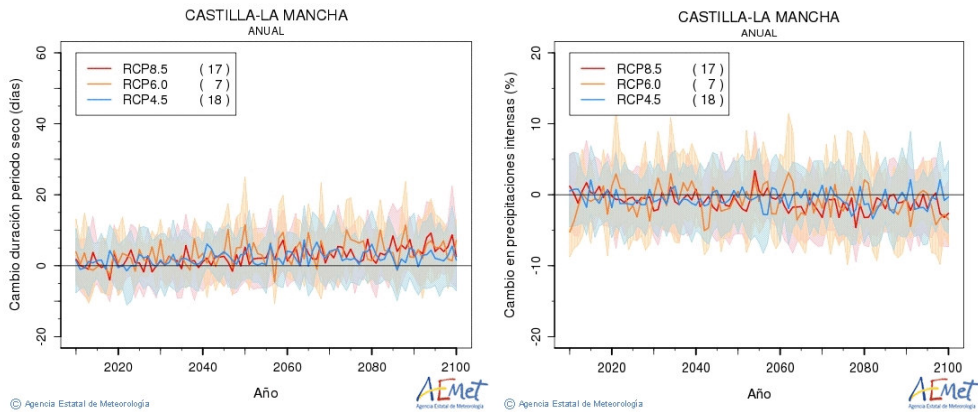 CASTILLA-LA MANCHA
ANUAL
Cambio duración periodo seco (días)
60
40
20
0
-20
RCP8.5 ( 17 )
RCP6.0 ( 7 )
RCP4.5 ( 18 )
2020 2040 2060 2080 2100
Año
© Agencia Estatal de Meteorología
AEMet
Agencia Estatal de Meteorología
CASTILLA-LA MANCHA
ANUAL
Cambio en precipitaciones intensas (%)
20
10
0
-10
-20
RCP8.5 ( 17 )
RCP6.0 ( 7 )
RCP4.5 ( 18 )
2020 2040 2060 2080 2100
Año
© Agencia Estatal de Meteorología
AEMet
Agencia Estatal de Meteorología